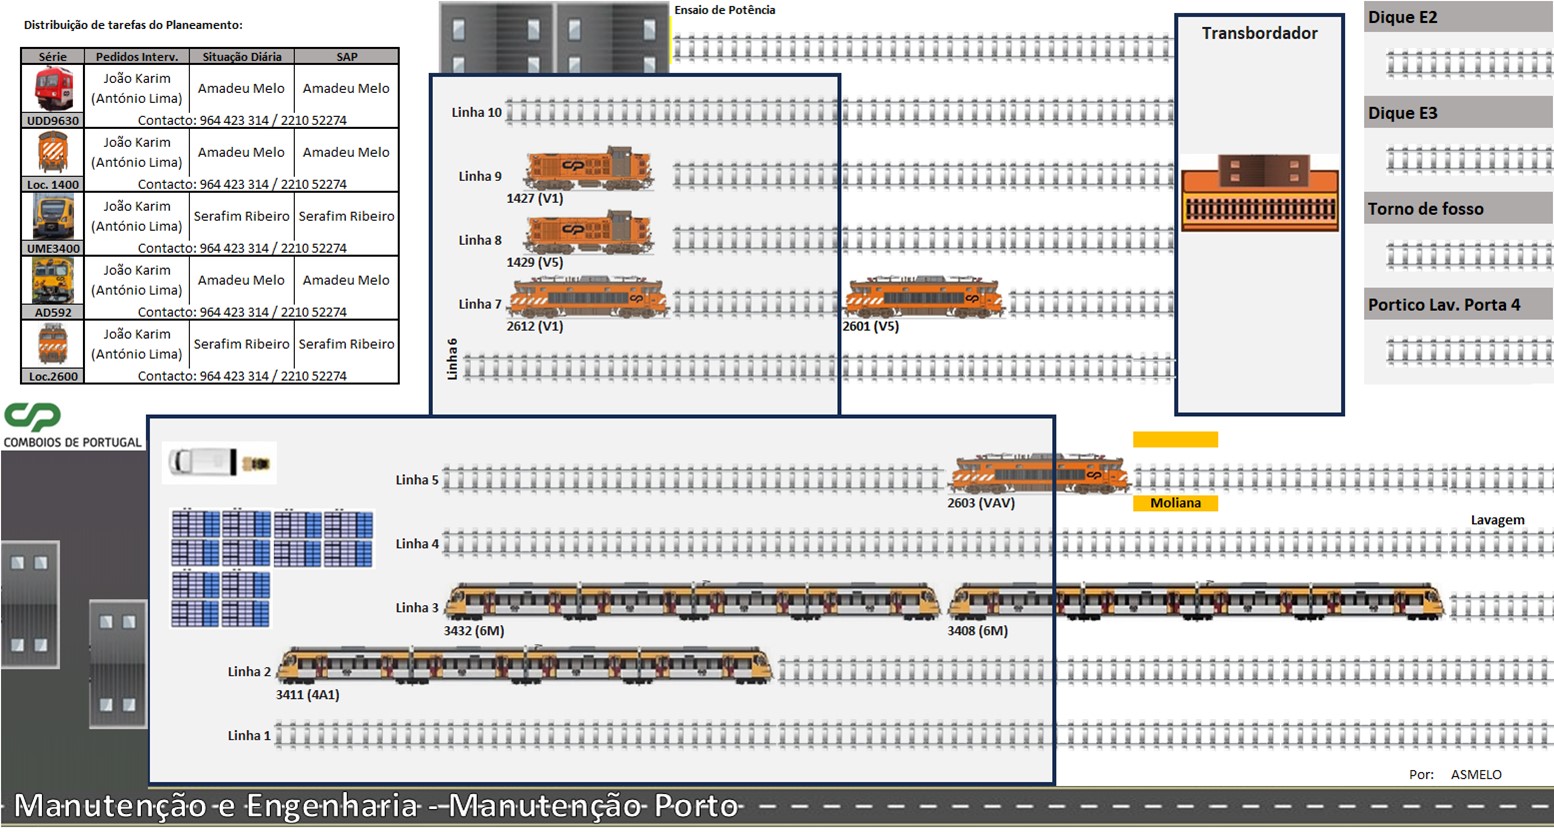 Distribuição de tarefas do Planeamento:
Série Pedidos Interv. Situação Diária SAP
João Karim
(António Lima) Amadeu Melo Amadeu Melo
UDD9630 Contacto: 964 423 314 / 2210 52274
João Karim
(António Lima) Amadeu Melo Amadeu Melo
Loc. 1400 Contacto: 964 423 314 / 2210 52274
João Karim
(António Lima) Serafim Ribeiro Serafim Ribeiro
UME3400 Contacto: 964 423 314 / 2210 52274
João Karim
(António Lima) Amadeu Melo Amadeu Melo
AD592 Contacto: 964 423 314 / 2210 52274
João Karim
(António Lima) Serafim Ribeiro Serafim Ribeiro
Loc.2600 Contacto: 964 423 314 / 2210 52274
CP
COMBOIOS DE PORTUGAL
Ensaio de Potência
Linha 10
Linha 9
1427 (V1)
Linha 8
1429 (V5)
Linha 7
2612 (V1)
2601 (V5)
Linha 6
Transbordador
Dique E2
Dique E3
Torno de fosso
Portico Lav. Porta 4
Linha 5
2603 (VAV)
Moliana
Lavagem
Linha 4
Linha 3
3432 (6M)
3408 (6M)
Linha 2
3411 (4A1)
Linha 1
Por: ASMELO
Manutenção e Engenharia - Manutenção Porto